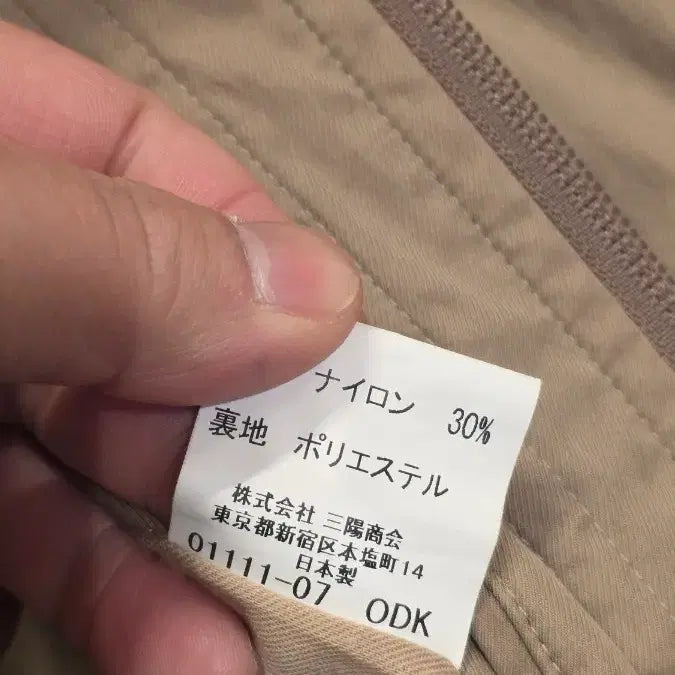 ナイロン 30%
裏地 ポリエステル
株式会社 三陽商会
東京都新宿区本塩町14
日本製
01111-07 ODK